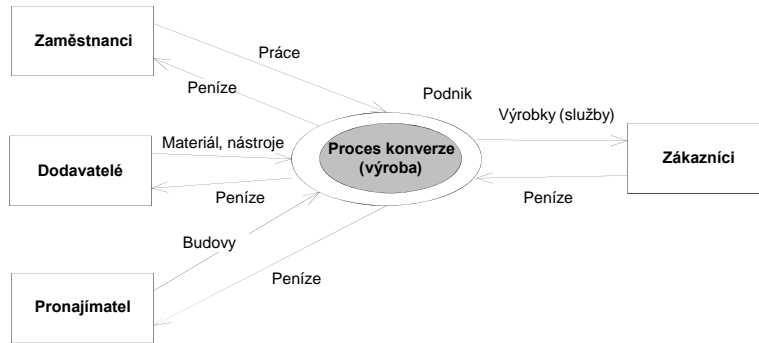 Zaměstnanci
Práce
Peníze
Podnik
Výrobky (služby)
Materiál, nástroje
Proces konverze
(výroba)
Dodavatelé
Zákazníci
Peníze
Peníze
Budovy
Peníze
Pronajímatel